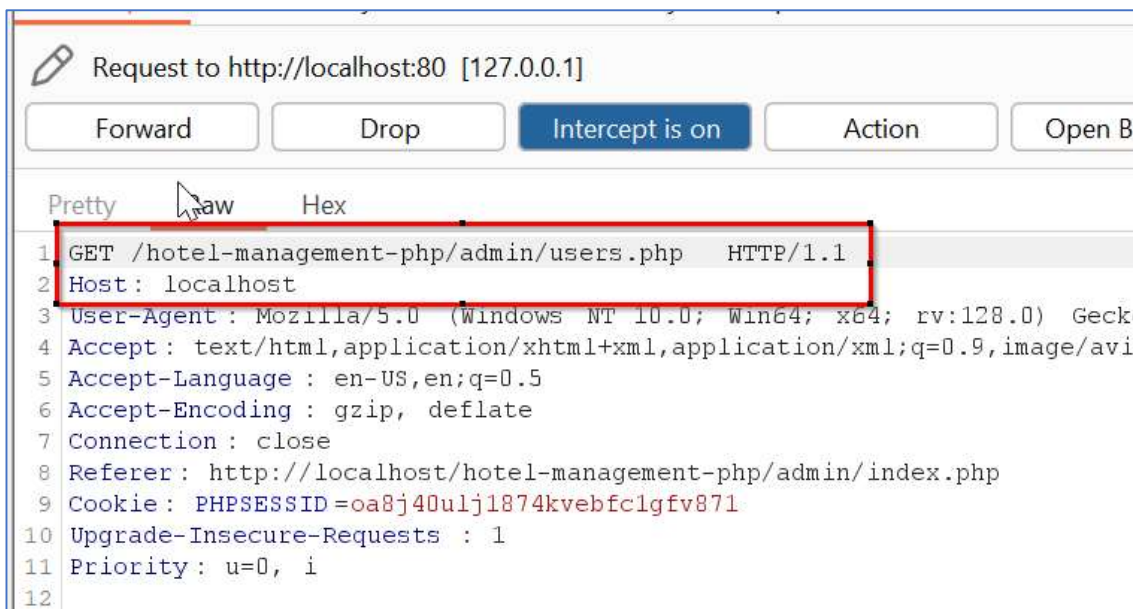 Request to http://localhost:80 [127.0.0.1]
Forward Drop Intercept is on Action Open B
Pretty Raw Hex
1 GET /hotel-management-php/admin/users.php HTTP/1.1
2 Host: localhost
3 User-Agent: Mozilla/5.0 (Windows NT 10.0; Win64; x64; rv:128.0) Geck
4 Accept: text/html,application/xhtml+xml,application/xml;q=0.9,image/avi
5 Accept-Language : en-US,en;q=0.5
6 Accept-Encoding : gzip, deflate
7 Connection : close
8 Referer: http://localhost/hotel-management-php/admin/index.php
9 Cookie: PHPSESSID=oa8j40ulj1874kvebfc1gfv871
10 Upgrade-Insecure-Requests : 1
11 Priority: u=0, i
12